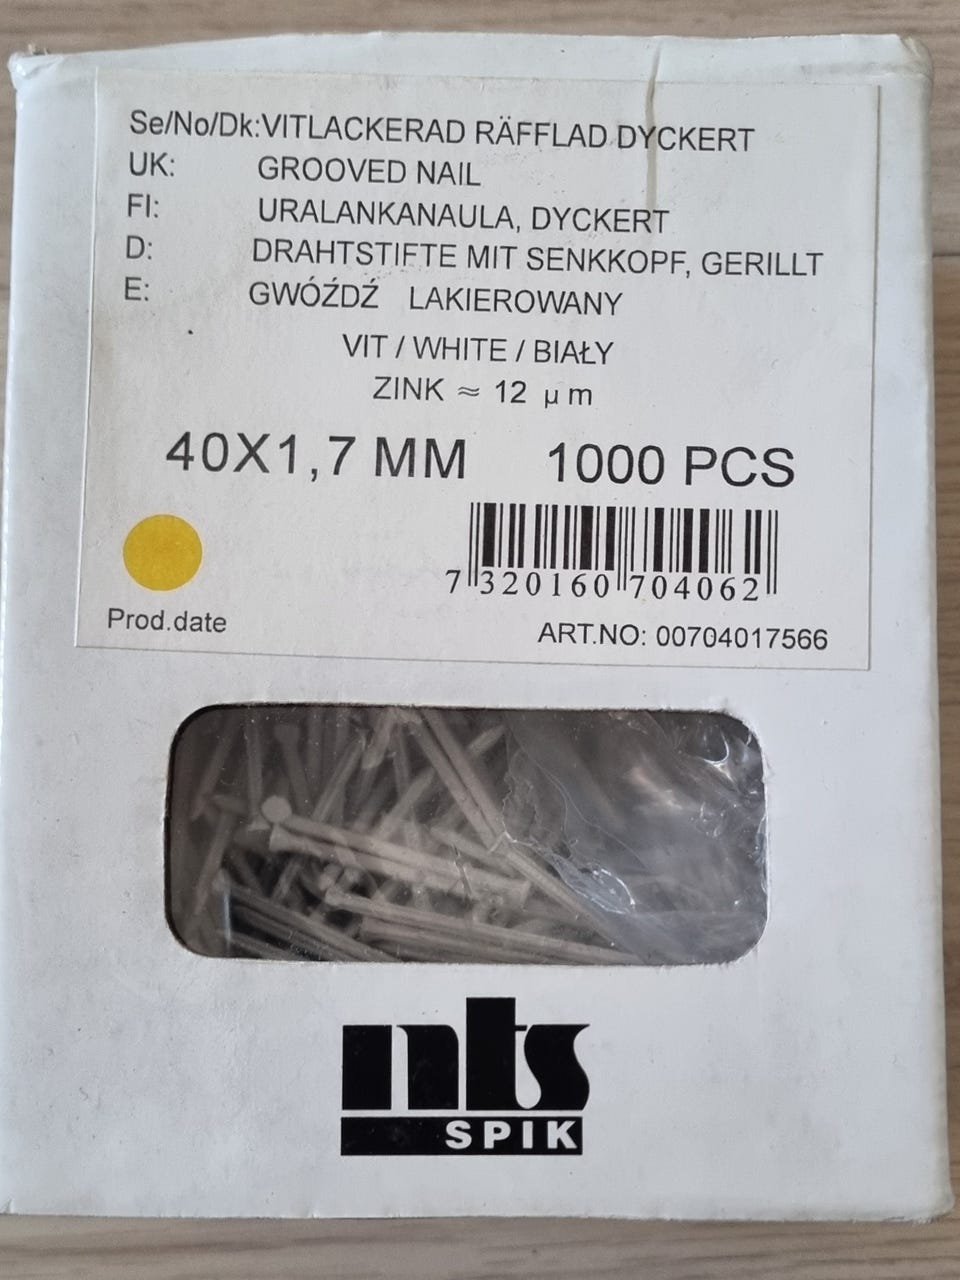 Se/No/Dk:VITLACKERAD RÄFFLAD DYCKERT
UK: GROOVED NAIL
FI: URALANKANAULA, DYCKERT
D: DRAHTSTIFTE MIT SENKKOPF, GERILLT
E: GWÓŹDŹ LAKIEROWANY
VIT / WHITE / BIAŁY
ZINK ≈ 12 µm
40X1,7 MM 1000 PCS
7 320160 704062
Prod.date
ART.NO: 00704017566
nts
SPIK